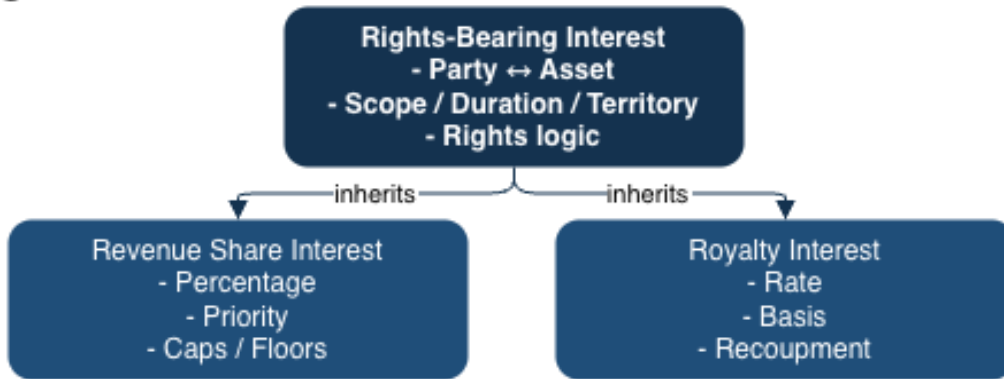 Rights-Bearing Interest
- Party ↔ Asset
- Scope / Duration / Territory
- Rights logic
inherits
inherits
Revenue Share Interest
- Percentage
- Priority
- Caps / Floors
Royalty Interest
- Rate
- Basis
- Recoupment